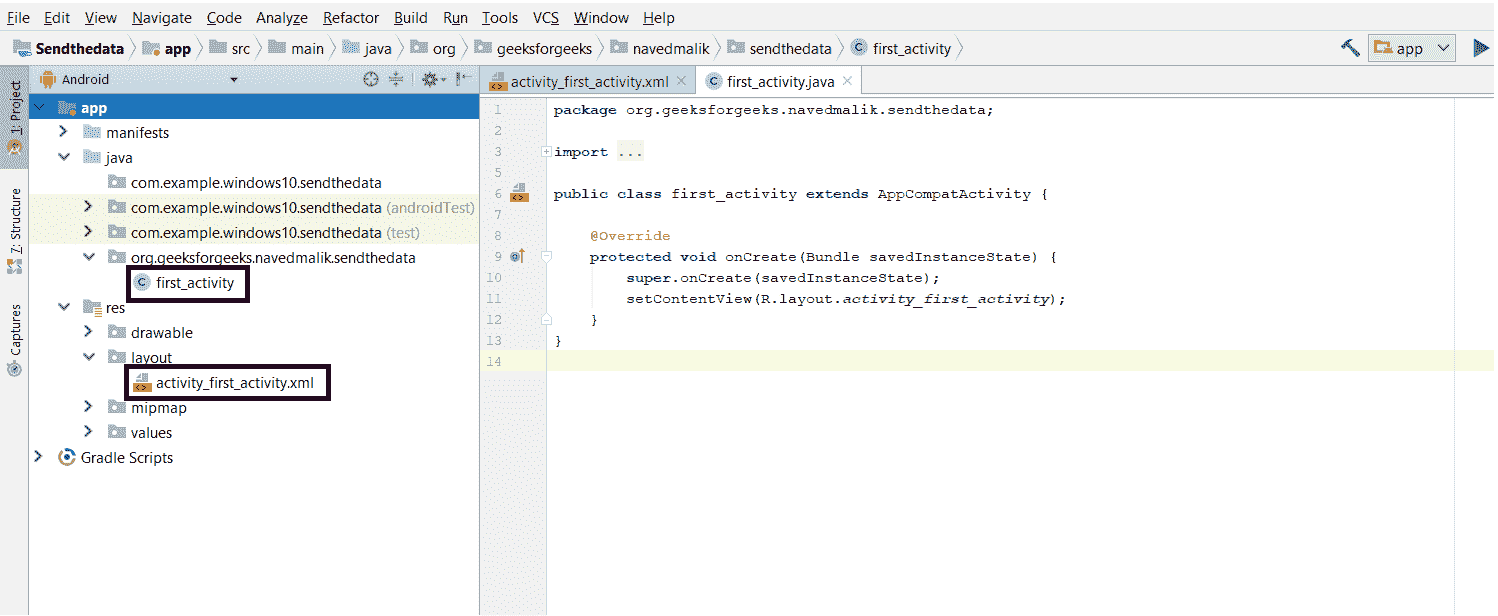 File Edit View Navigate Code Analyze Refactor Build Run Tools VCS Window Help
Sendthedata app src main java org geeksforgeeks navedmalik sendthedata C first_activity app
1: Project
Z: Structure
Captures
Android
app
manifests
java
com.example.windows10.sendthedata
com.example.windows10.sendthedata (androidTest)
com.example.windows10.sendthedata (test)
org.geeksforgeeks.navedmalik.sendthedata
C first_activity
res
drawable
layout
activity_first_activity.xml
mipmap
values
Gradle Scripts
activity_first_activity.xml C first_activity.java
1 package org.geeksforgeeks.navedmalik.sendthedata;
2
3 import ...
5
6 public class first_activity extends AppCompatActivity {
7
8 @Override
9 protected void onCreate(Bundle savedInstanceState) {
10 super.onCreate(savedInstanceState);
11 setContentView(R.layout.activity_first_activity);
12 }
13 }
14